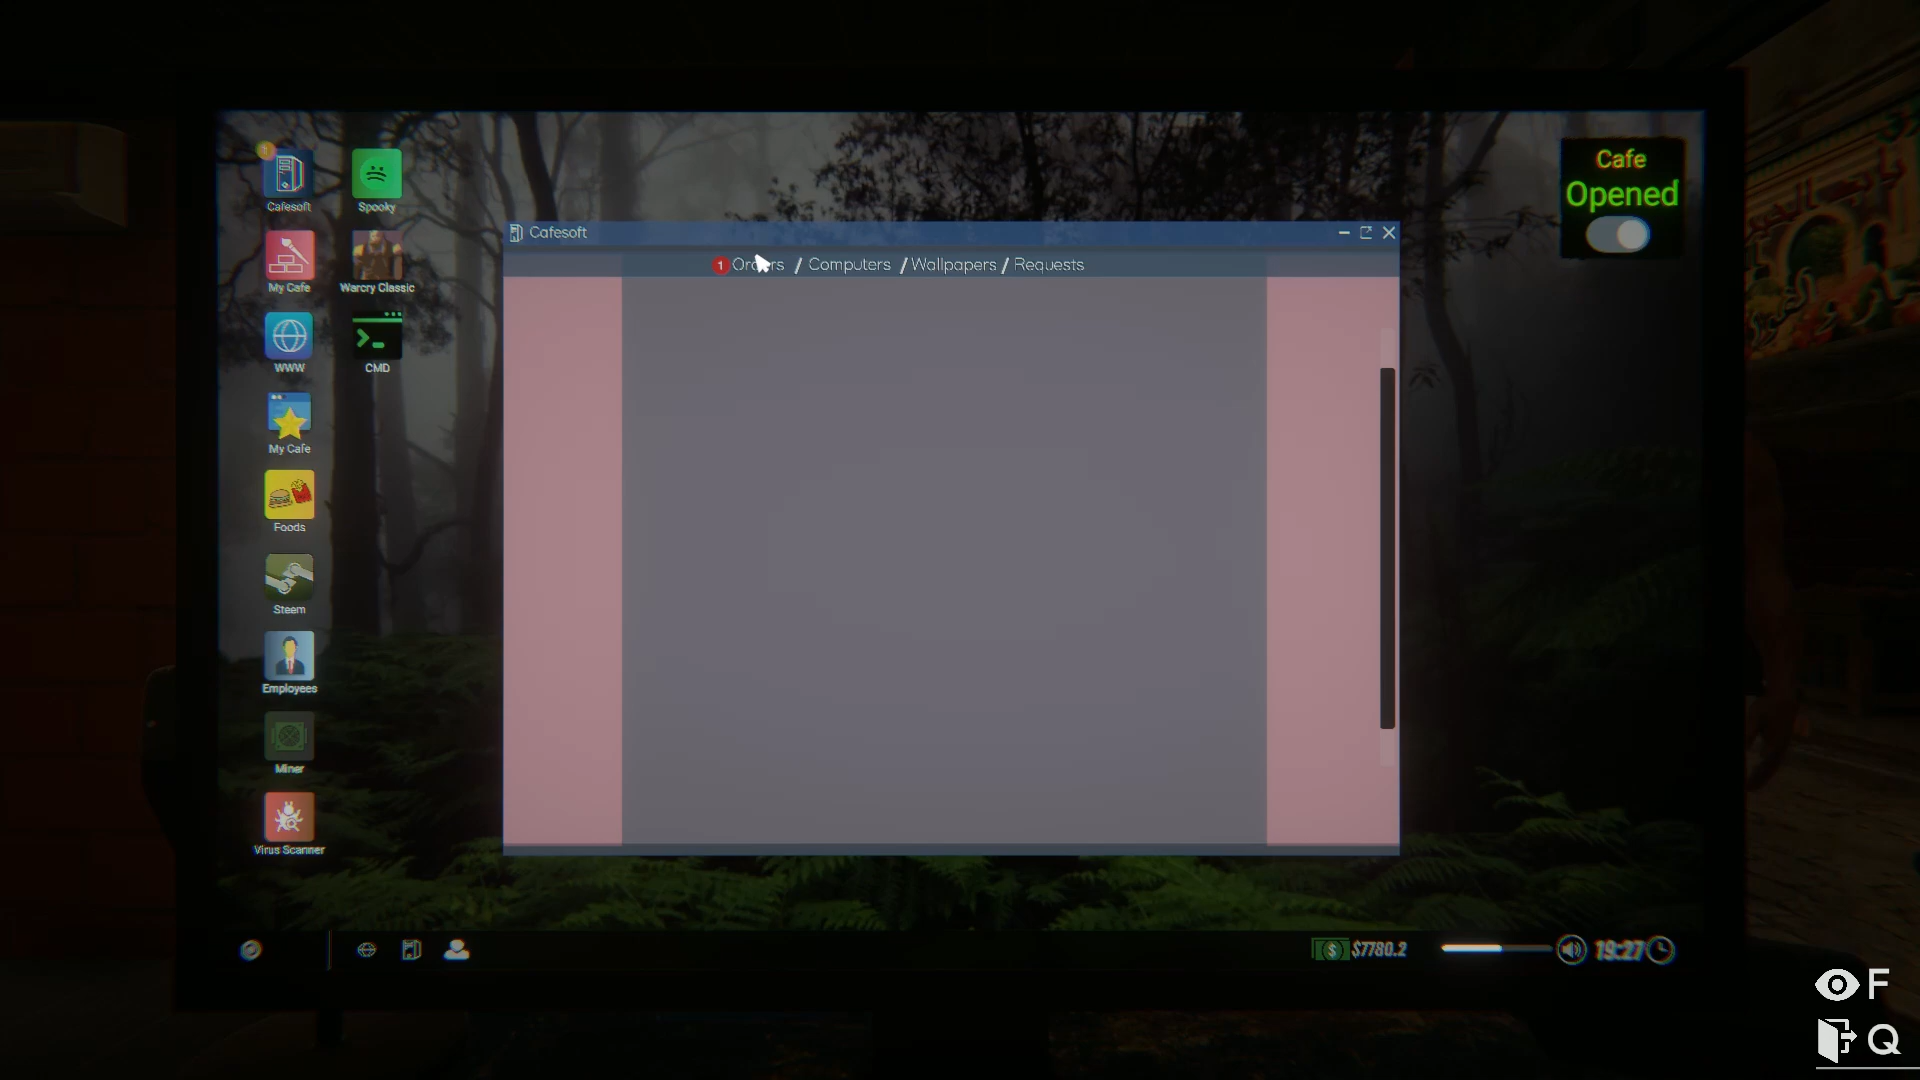 Cafe
Opened
Cafesoft
Spooky
My Cafe
Warcry Classic
WWW
CMD
My Cafe
Foods
Steem
Employees
Miner
Virus Scanner
Cafesoft
1 Orders / Computers / Wallpapers / Requests
$7780.2
19:27
F
Q